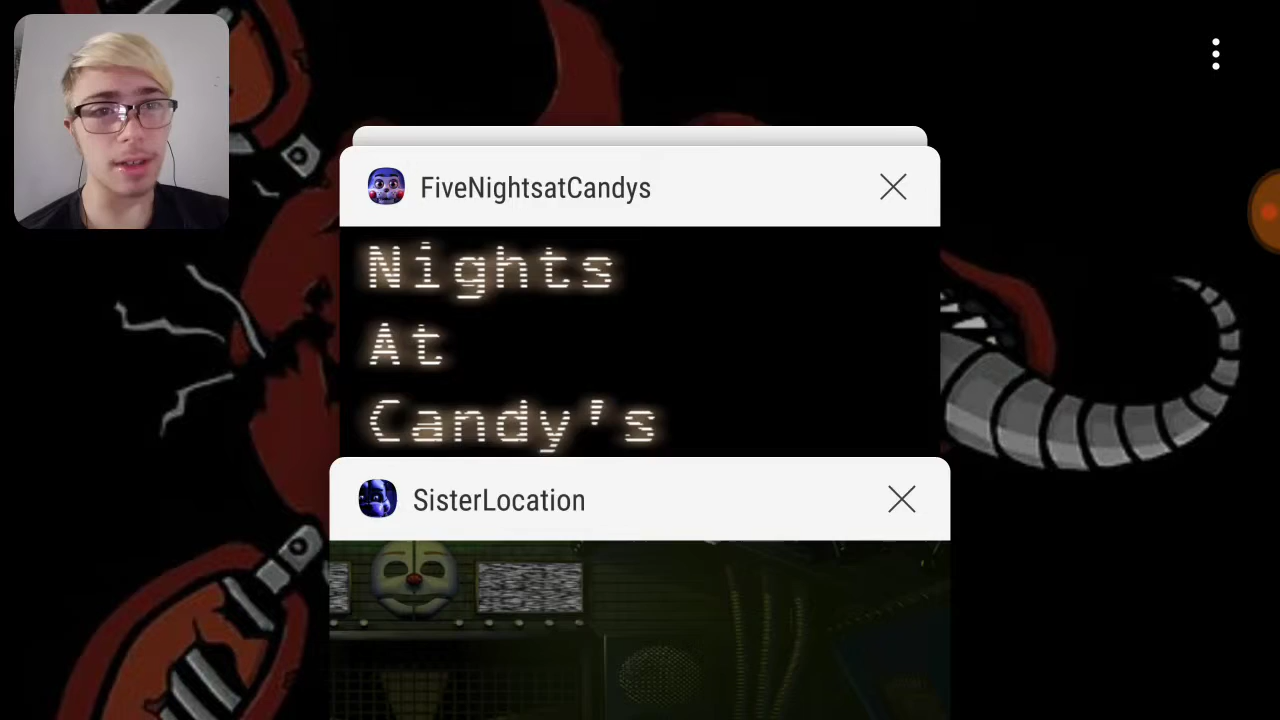 FiveNightsatCandys
Nights
At
Candy's
SisterLocation